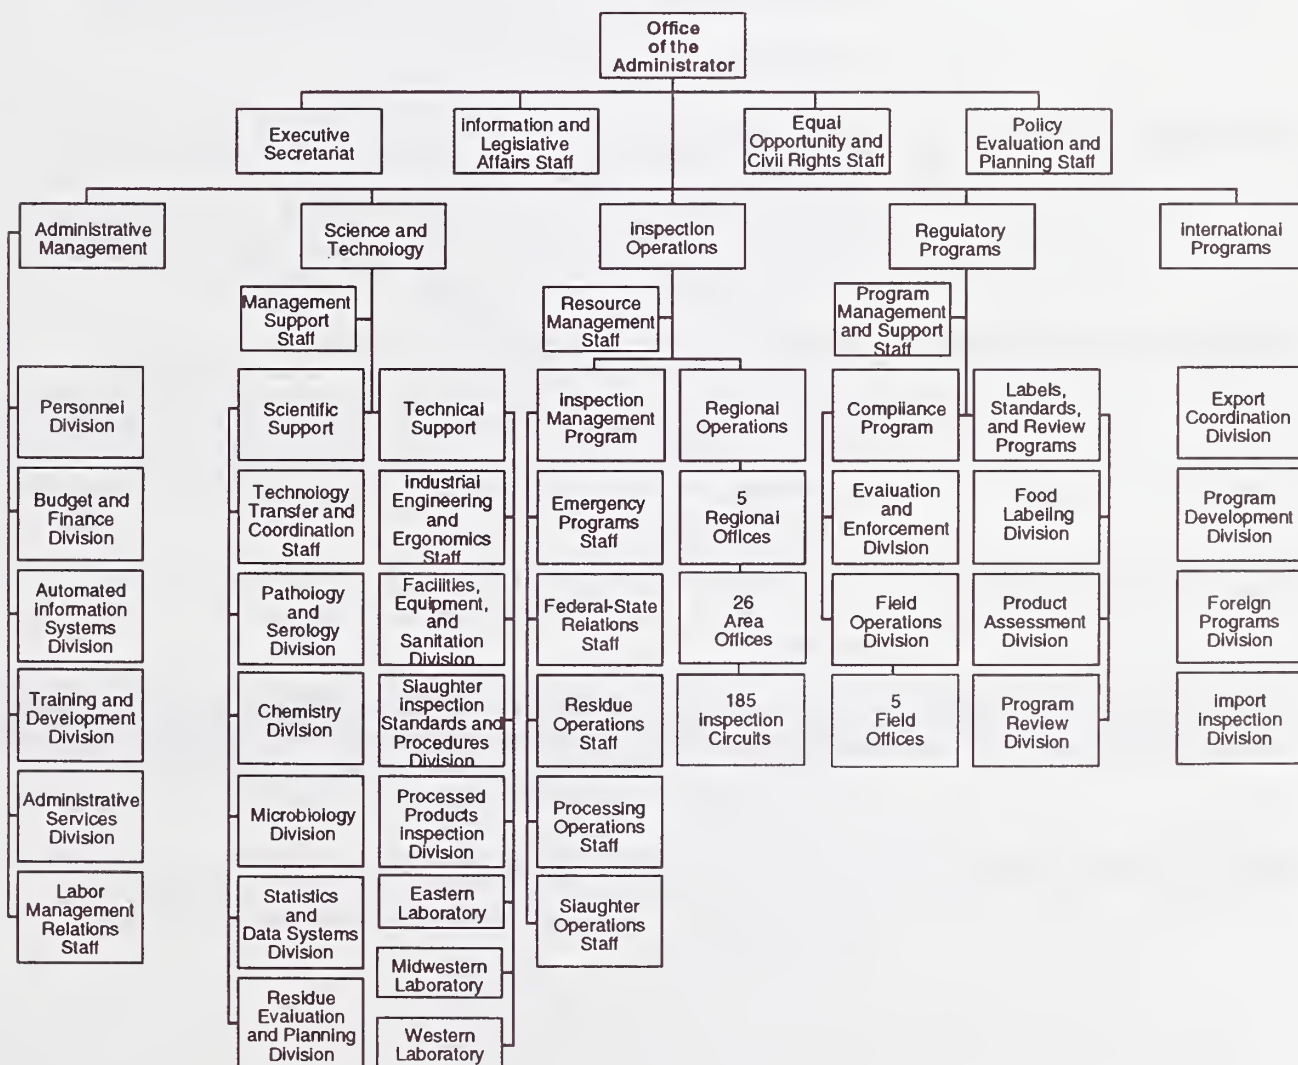 Office
of the
Administrator
Executive
Secretariat
Information and
Legislative
Affairs Staff
Equal
Opportunity and
Civil Rights Staff
Policy
Evaluation and
Planning Staff
Administrative
Management
Science and
Technology
Inspection
Operations
Regulatory
Programs
International
Programs
Management
Support
Staff
Resource
Management
Staff
Program
Management
and Support
Staff
Personnel
Division
Budget and
Finance
Division
Automated
Information
Systems
Division
Training and
Development
Division
Administrative
Services
Division
Labor
Management
Relations
Staff
Scientific
Support
Technology
Transfer and
Coordination
Staff
Pathology
and
Serology
Division
Chemistry
Division
Microbiology
Division
Statistics
and
Data Systems
Division
Residue
Evaluation
and Planning
Division
Technical
Support
Industrial
Engineering
and
Ergonomics
Staff
Facilities,
Equipment,
and
Sanitation
Division
Slaughter
Inspection
Standards and
Procedures
Division
Processed
Products
Inspection
Division
Eastern
Laboratory
Midwestern
Laboratory
Western
Laboratory
Inspection
Management
Program
Emergency
Programs
Staff
Federal-State
Relations
Staff
Residue
Operations
Staff
Processing
Operations
Staff
Slaughter
Operations
Staff
Regional
Operations
5
Regional
Offices
26
Area
Offices
185
Inspection
Circuits
Compliance
Program
Evaluation
and
Enforcement
Division
Field
Operations
Division
5
Field
Offices
Labels,
Standards,
and Review
Programs
Food
Labeling
Division
Product
Assessment
Division
Program
Review
Division
Export
Coordination
Division
Program
Development
Division
Foreign
Programs
Division
Import
Inspection
Division